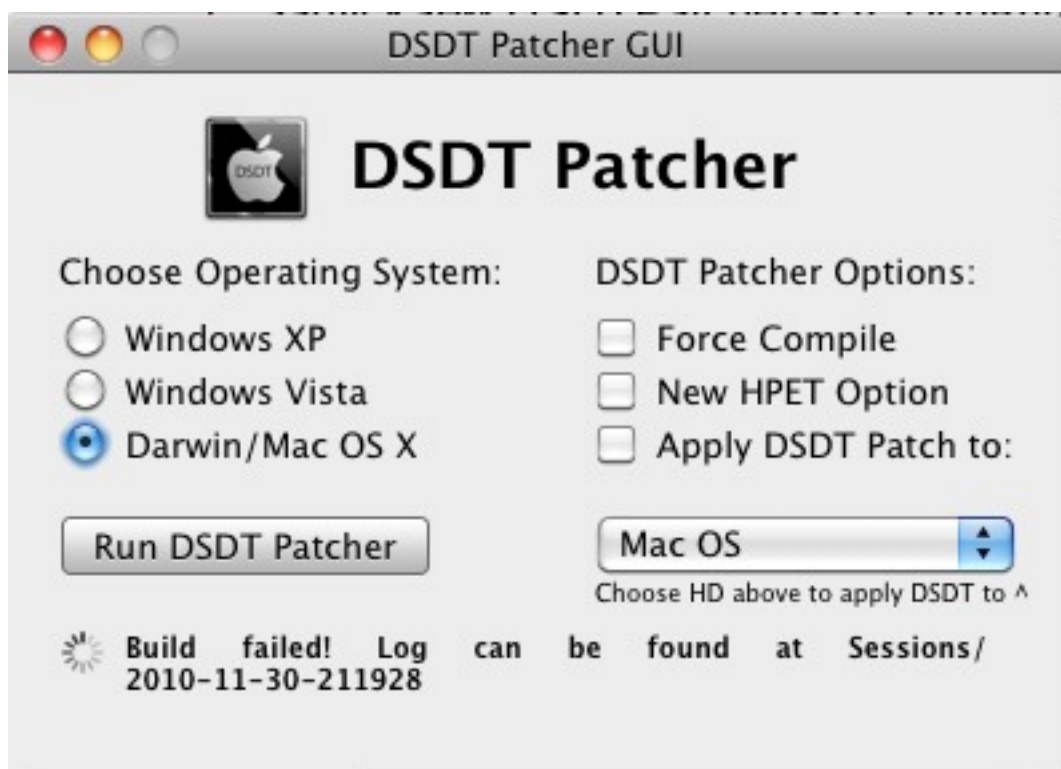 DSDT Patcher GUI
DSDT
DSDT Patcher
Choose Operating System:
Windows XP
Windows Vista
Darwin/Mac OS X
Run DSDT Patcher
DSDT Patcher Options:
Force Compile
New HPET Option
Apply DSDT Patch to:
Mac OS
Choose HD above to apply DSDT to ^
Build failed! Log can be found at Sessions/
2010-11-30-211928